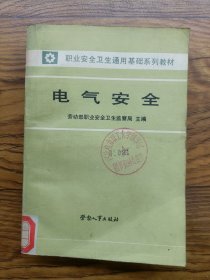 职业安全卫生通用基础系列教材
电气安全
劳动部职业安全卫生监察局 主编
劳动人事出版社